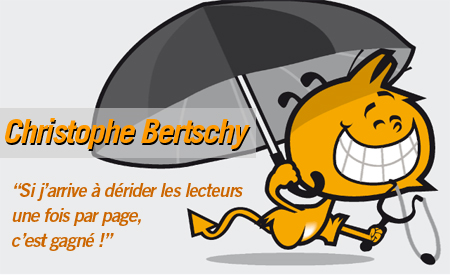 Christophe Bertschy
“Si j’arrive à dérider les lecteurs
une fois par page,
c’est gagné !”